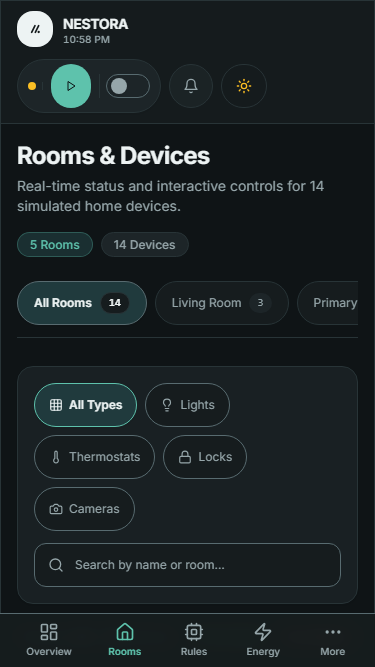 NESTORA
10:58 PM
Rooms & Devices
Real-time status and interactive controls for 14
simulated home devices.
5 Rooms
14 Devices
All Rooms 14
Living Room 3
Primary
All Types
Lights
Thermostats
Locks
Cameras
Search by name or room...
Overview
Rooms
Rules
Energy
More